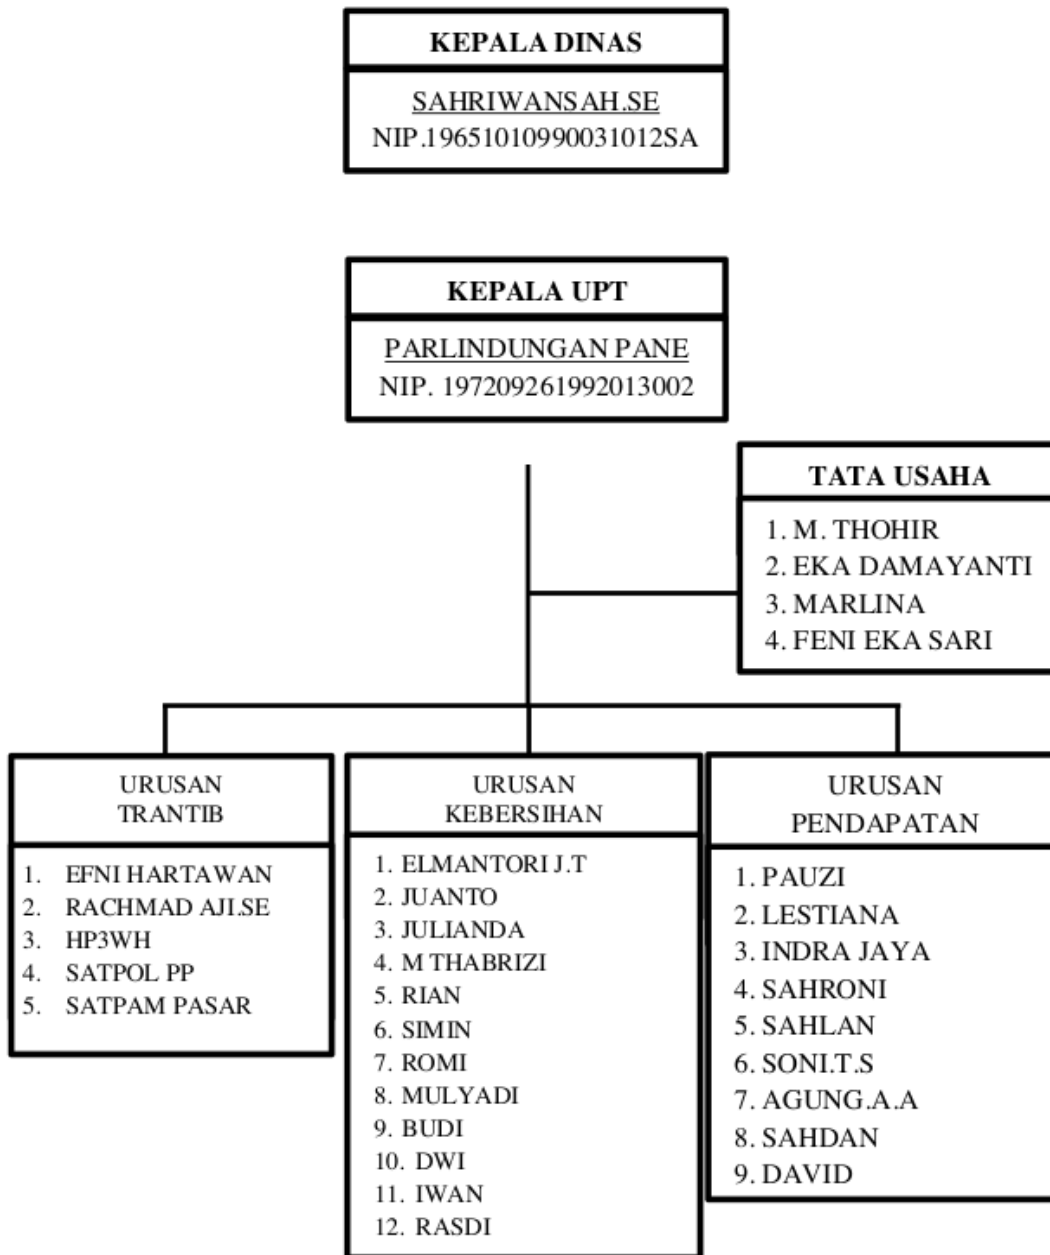 KEPALA DINAS
SAHRIWANSAH.SE
NIP.19651010990031012SA
KEPALA UPT
PARLINDUNGAN PANE
NIP. 197209261992013002
TATA USAHA
1. M. THOHIR
2. EKA DAMAYANTI
3. MARLINA
4. FENI EKA SARI
URUSAN
TRANTIB
1. EFNI HARTAWAN
2. RACHMAD AJI.SE
3. HP3WH
4. SATPOL PP
5. SATPAM PASAR
URUSAN
KEBERSIHAN
1. ELMANTORI J.T
2. JUANTO
3. JULIANDA
4. M THABRIZI
5. RIAN
6. SIMIN
7. ROMI
8. MULYADI
9. BUDI
10. DWI
11. IWAN
12. RASDI
URUSAN
PENDAPATAN
1. PAUZI
2. LESTIANA
3. INDRA JAYA
4. SAHRONI
5. SAHLAN
6. SONI.T.S
7. AGUNG.A.A
8. SAHDAN
9. DAVID